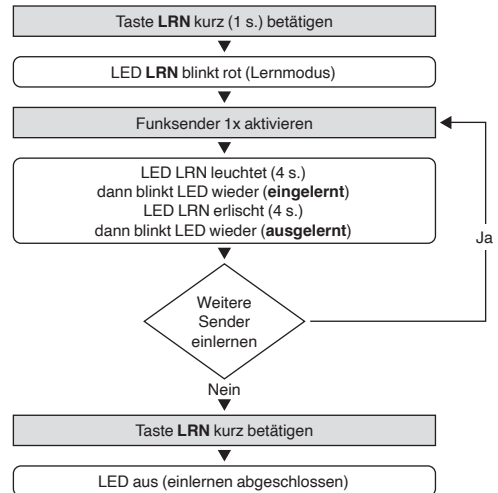 Taste LRN kurz (1 s.) betätigen
LED LRN blinkt rot (Lernmodus)
Funksender 1x aktivieren
LED LRN leuchtet (4 s.)
dann blinkt LED wieder (eingelernt)
LED LRN erlischt (4 s.)
dann blinkt LED wieder (ausgelernt)
Ja
Weitere
Sender
einlernen
Nein
Taste LRN kurz betätigen
LED aus (einlernen abgeschlossen)